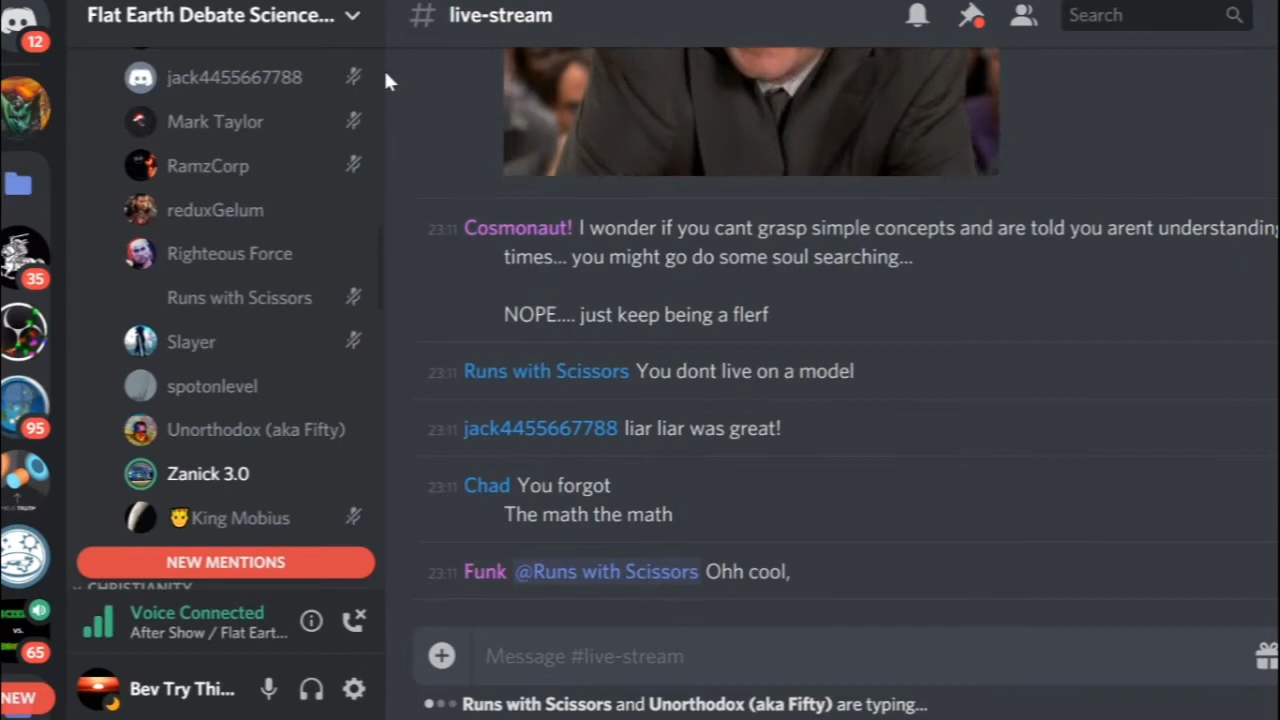 Flat Earth Debate Science...
# live-stream
Search
12
jack4455667788
Mark Taylor
RamzCorp
reduxGelum
Righteous Force
35
Runs with Scissors
Slayer
spotonlevel
Unorthodox (aka Fifty)
95
Zanick 3.0
King Mobius
NEW MENTIONS
CHRISTIANITY
Voice Connected
After Show / Flat Eart...
VS.
65
Bev Try Thi...
NEW
23:11 Cosmonaut! I wonder if you cant grasp simple concepts and are told you arent understanding
times... you might go do some soul searching...
NOPE.... just keep being a flerf
23:11 Runs with Scissors You dont live on a model
23:11 jack4455667788 liar liar was great!
23:11 Chad You forgot
The math the math
23:11 Funk @Runs with Scissors Ohh cool,
Message #live-stream
Runs with Scissors and Unorthodox (aka Fifty) are typing...